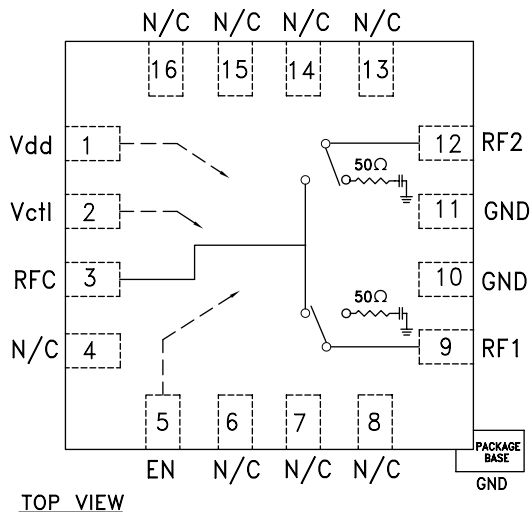 N/C N/C N/C N/C
16 15 14 13
Vdd 1
12 RF2
50Ω
Vctl 2
11 GND
RFC 3
10 GND
50Ω
N/C 4
9 RF1
5 6 7 8
EN N/C N/C N/C
PACKAGE
BASE
GND
TOP VIEW